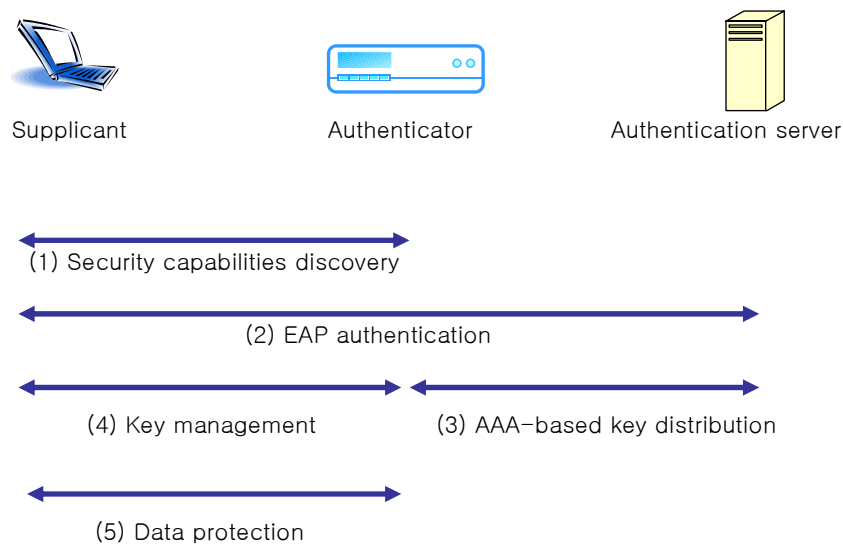 Supplicant
Authenticator
Authentication server
(1) Security capabilities discovery
(2) EAP authentication
(4) Key management
(3) AAA-based key distribution
(5) Data protection